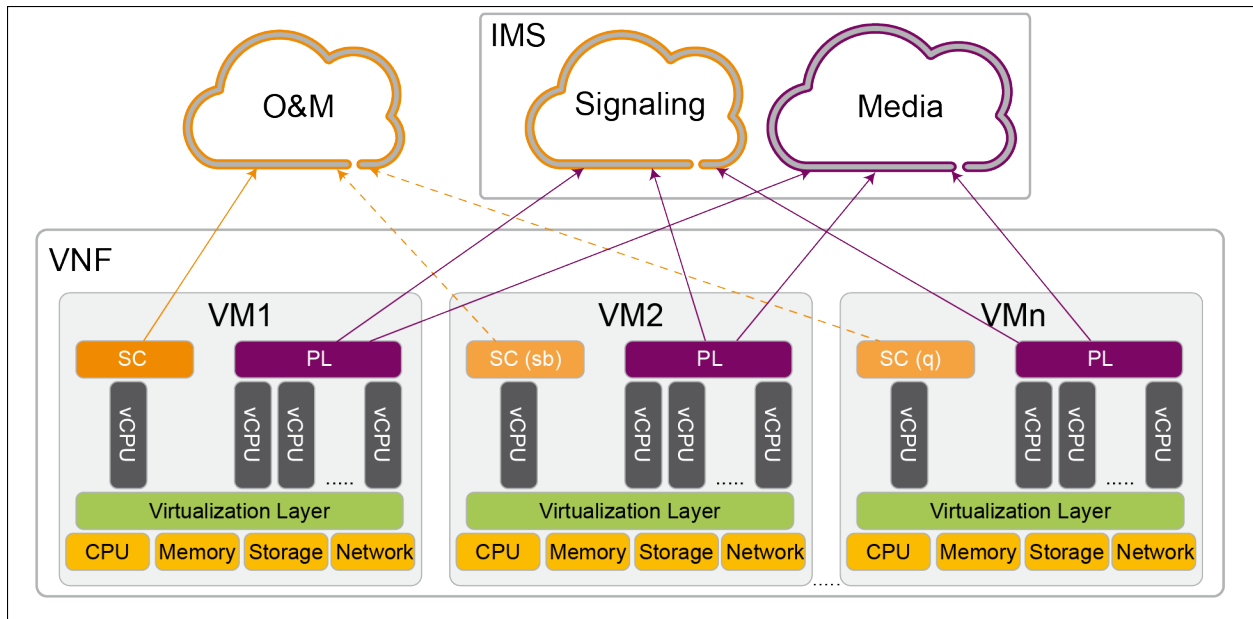 IMS
O&M
Signaling
Media
VNF
VM1
VM2
VMn
SC
PL
SC (sb)
PL
SC (q)
PL
vCPU
vCPU
vCPU
.....
vCPU
vCPU
vCPU
vCPU
.....
vCPU
vCPU
vCPU
vCPU
.....
vCPU
Virtualization Layer
Virtualization Layer
Virtualization Layer
CPU
Memory
Storage
Network
CPU
Memory
Storage
Network
CPU
Memory
Storage
Network
.....